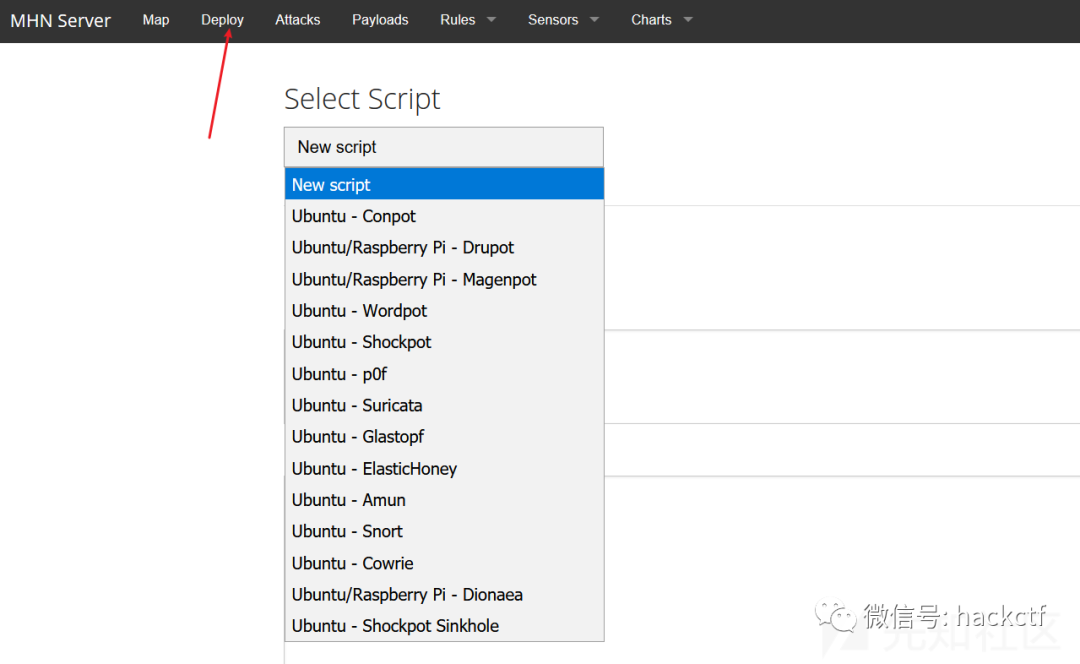 MHN Server Map Deploy Attacks Payloads Rules Sensors Charts
Select Script
New script
New script
Ubuntu - Conpot
Ubuntu/Raspberry Pi - Drupot
Ubuntu/Raspberry Pi - Magenpot
Ubuntu - Wordpot
Ubuntu - Shockpot
Ubuntu - p0f
Ubuntu - Suricata
Ubuntu - Glastopf
Ubuntu - ElasticHoney
Ubuntu - Amun
Ubuntu - Snort
Ubuntu - Cowrie
Ubuntu/Raspberry Pi - Dionaea
Ubuntu - Shockpot Sinkhole
微信号: hackctf
先知社区